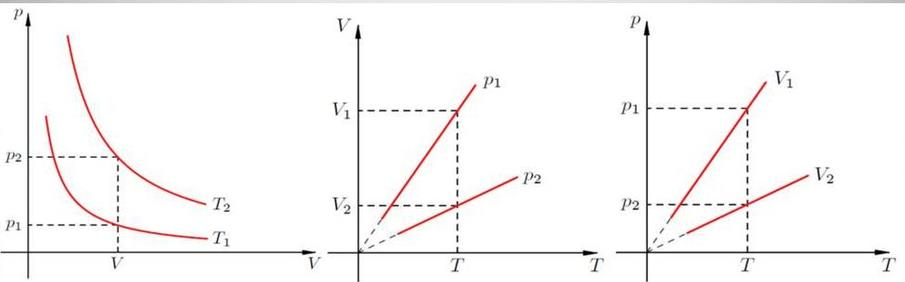 p
p₂
p₁
T₂
T₁
V
V
V
V₁
V₂
p₁
p₂
T
T
p
p₁
p₂
V₁
V₂
T
T